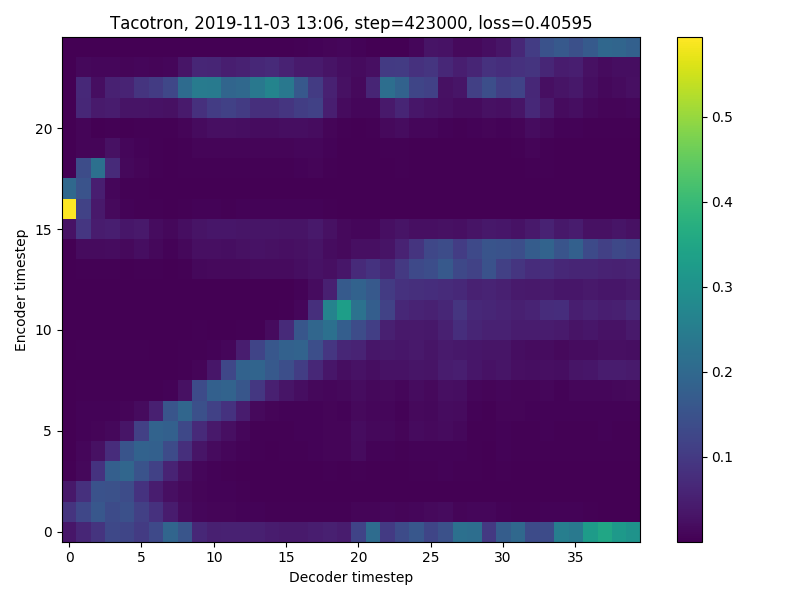 Tacotron, 2019-11-03 13:06, step=423000, loss=0.40595
Encoder timestep
20
15
10
5
0
0 5 10 15 20 25 30 35
Decoder timestep
0.5
0.4
0.3
0.2
0.1